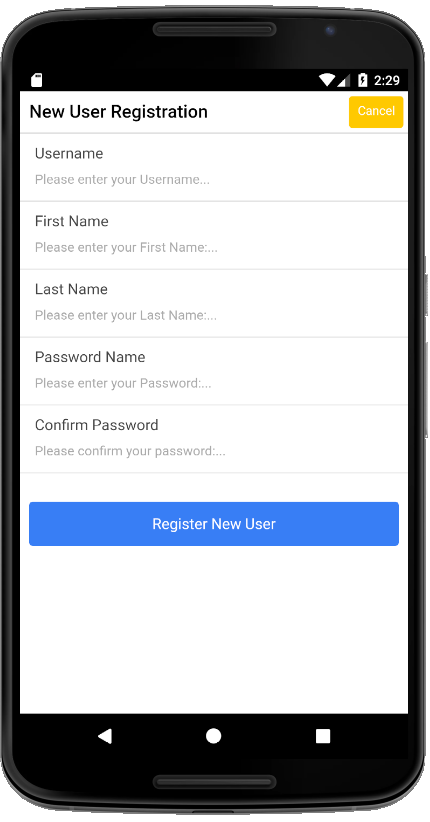 2:29
New User Registration
Cancel
Username
Please enter your Username...
First Name
Please enter your First Name:...
Last Name
Please enter your Last Name:...
Password Name
Please enter your Password:...
Confirm Password
Please confirm your password:...
Register New User